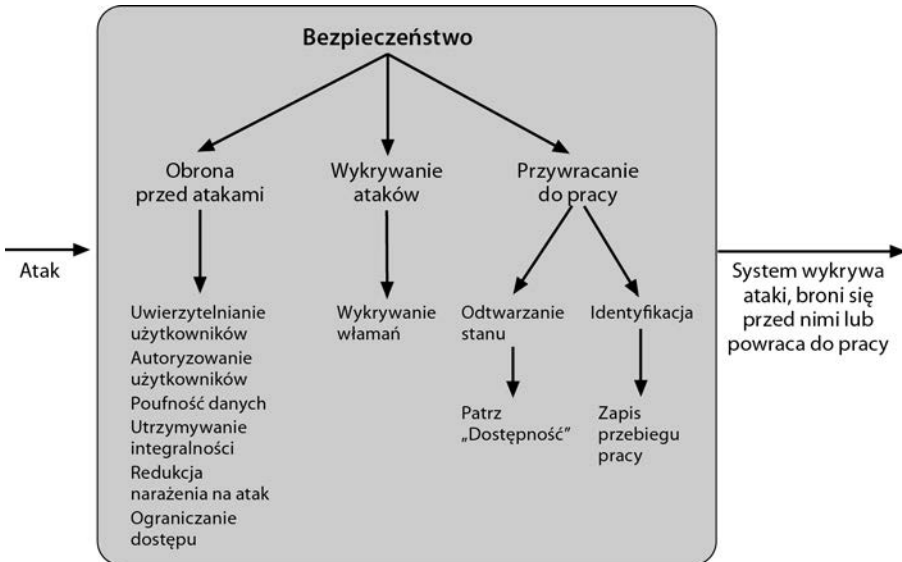 Bezpieczeństwo
Obrona
przed atakami
Wykrywanie
ataków
Przywracanie
do pracy
Atak
Uwierzytelnianie
użytkowników
Autoryzowanie
użytkowników
Poufność danych
Utrzymywanie
integralności
Redukcja
narażenia na atak
Ograniczanie
dostępu
Wykrywanie
włamań
Odtwarzanie
stanu
Patrz
„Dostępność”
Identyfikacja
Zapis
przebiegu
pracy
System wykrywa
ataki, broni się
przed nimi lub
powraca do pracy